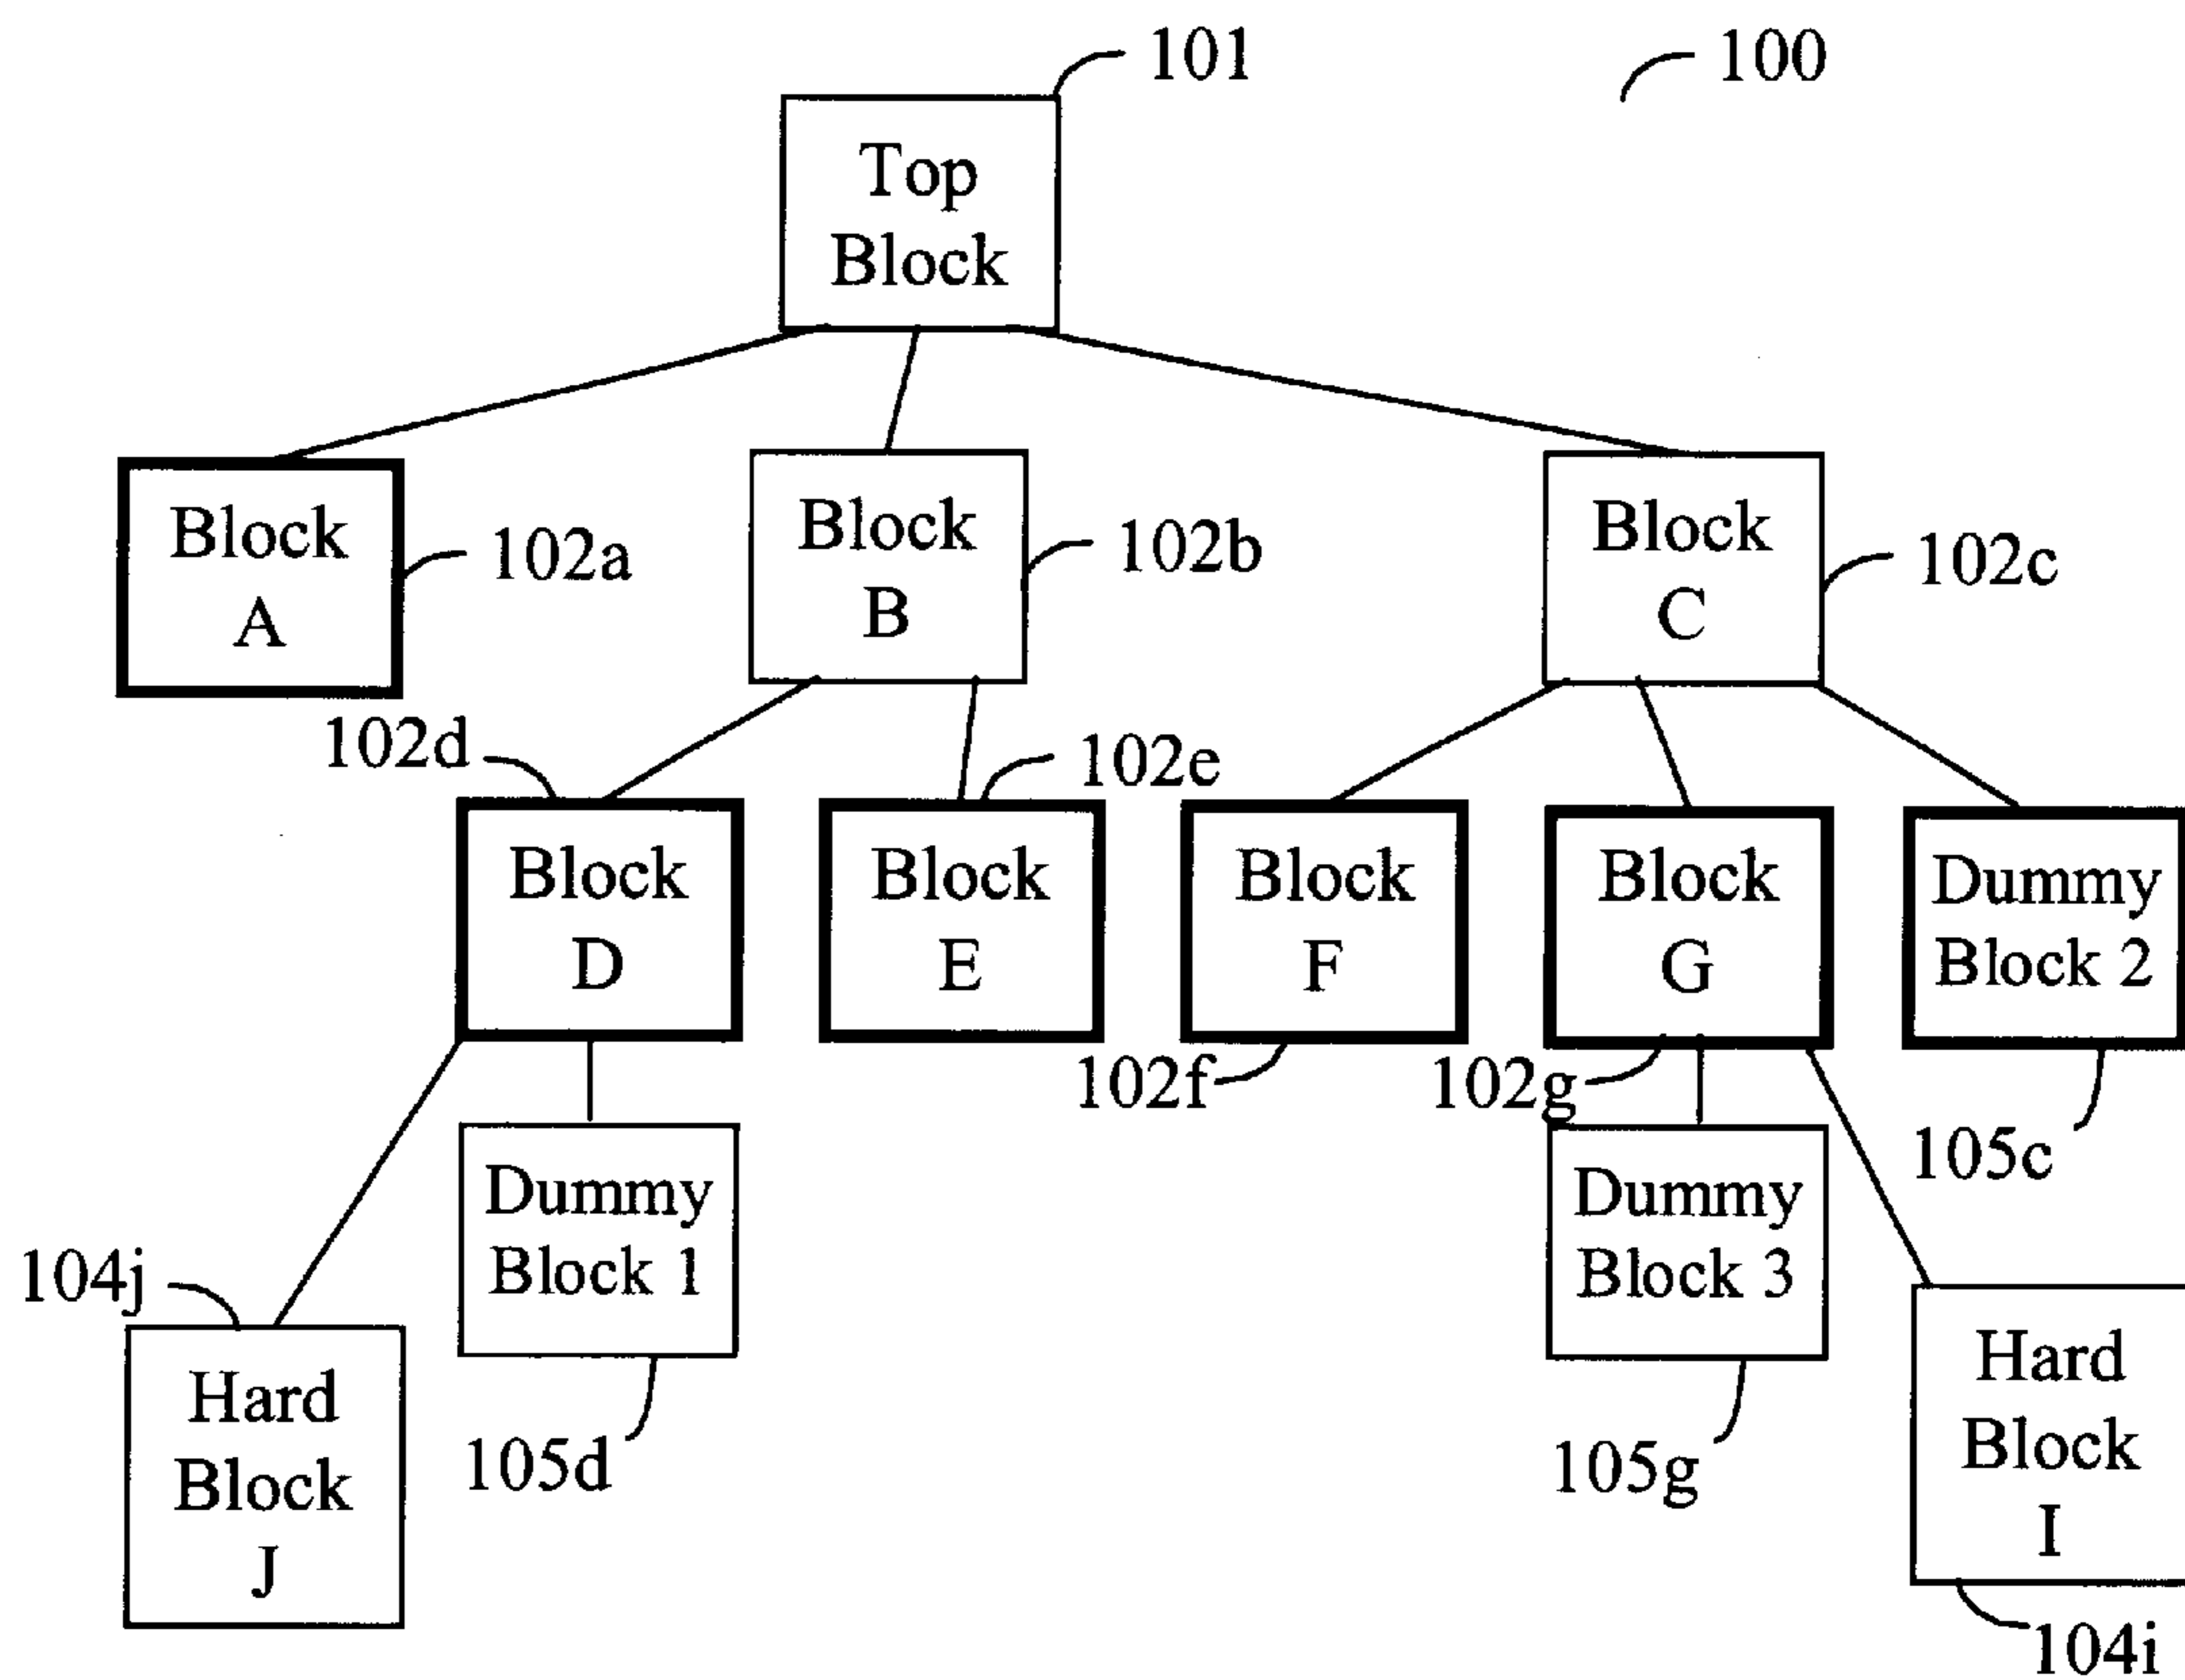 101
100
Top
Block
Block
A
102a
Block
B
102b
Block
C
102c
102d
102e
Block
D
Block
E
Block
F
Block
G
Dummy
Block 2
102f
102g
105c
Dummy
Block 1
Dummy
Block 3
104j
105d
105g
Hard
Block
J
Hard
Block
I
104i